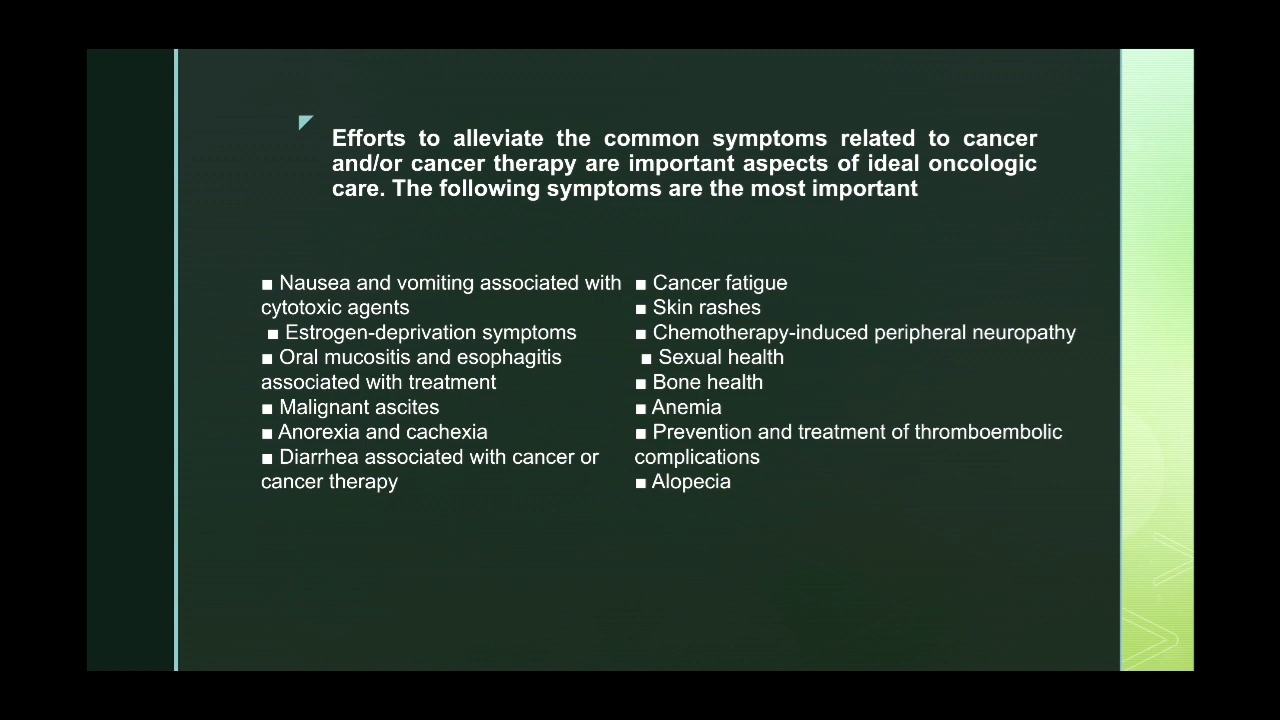 Efforts to alleviate the common symptoms related to cancer
and/or cancer therapy are important aspects of ideal oncologic
care. The following symptoms are the most important
■ Nausea and vomiting associated with
cytotoxic agents
■ Estrogen-deprivation symptoms
■ Oral mucositis and esophagitis
associated with treatment
■ Malignant ascites
■ Anorexia and cachexia
■ Diarrhea associated with cancer or
cancer therapy
■ Cancer fatigue
■ Skin rashes
■ Chemotherapy-induced peripheral neuropathy
■ Sexual health
■ Bone health
■ Anemia
■ Prevention and treatment of thromboembolic
complications
■ Alopecia